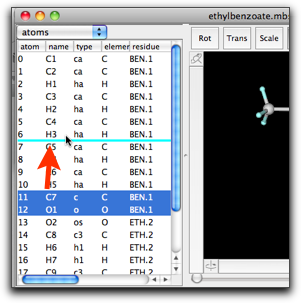 ethylbenzoate.mb
atoms
Rot Trans Scale
atom name type elemer residue
0 C1 ca C BEN.1
1 C2 ca C BEN.1
2 H1 ha H BEN.1
3 C3 ca C BEN.1
4 H2 ha H BEN.1
5 C4 ca C BEN.1
6 H3 ha H BEN.1
7 C5 ca C BEN.1
8 ha H BEN.1
9 C6 ca C BEN.1
10 H5 ha H BEN.1
11 C7 c C BEN.1
12 O1 o O BEN.1
13 O2 os O ETH.2
14 C8 c3 C ETH.2
15 H6 h1 H ETH.2
16 H7 h1 H ETH.2
17 C9 c3 C ETH.2